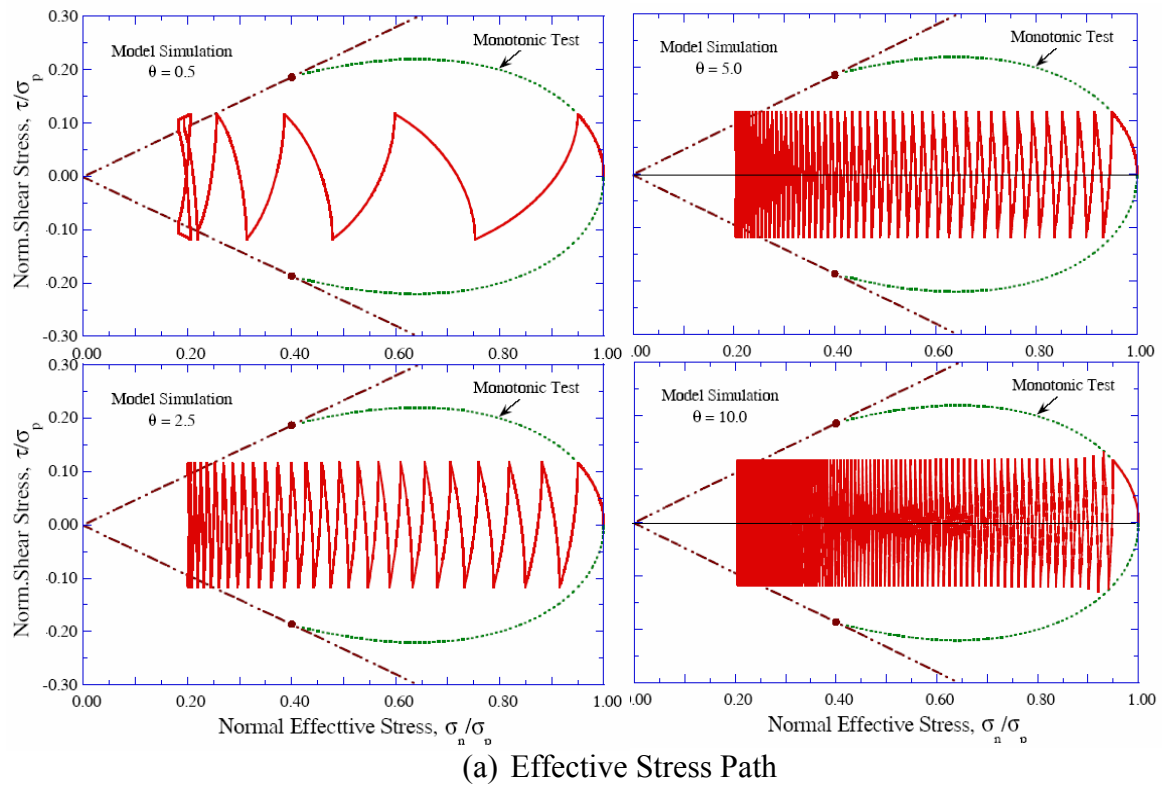 Model Simulation
θ = 0.5
Monotonic Test
Norm.Shear Stress, τ/σp
0.30
0.20
0.10
0.00
-0.10
-0.20
-0.30
0.00 0.20 0.40 0.60 0.80 1.00
Model Simulation
θ = 5.0
Monotonic Test
0.00 0.20 0.40 0.60 0.80 1.00
Model Simulation
θ = 2.5
Monotonic Test
Norm.Shear Stress, τ/σp
0.30
0.20
0.10
0.00
-0.10
-0.20
-0.30
0.00 0.20 0.40 0.60 0.80 1.00
Normal Effecttive Stress, σn/σp
Model Simulation
θ = 10.0
Monotonic Test
0.00 0.20 0.40 0.60 0.80 1.00
Normal Effective Stress, σn/σp
(a) Effective Stress Path